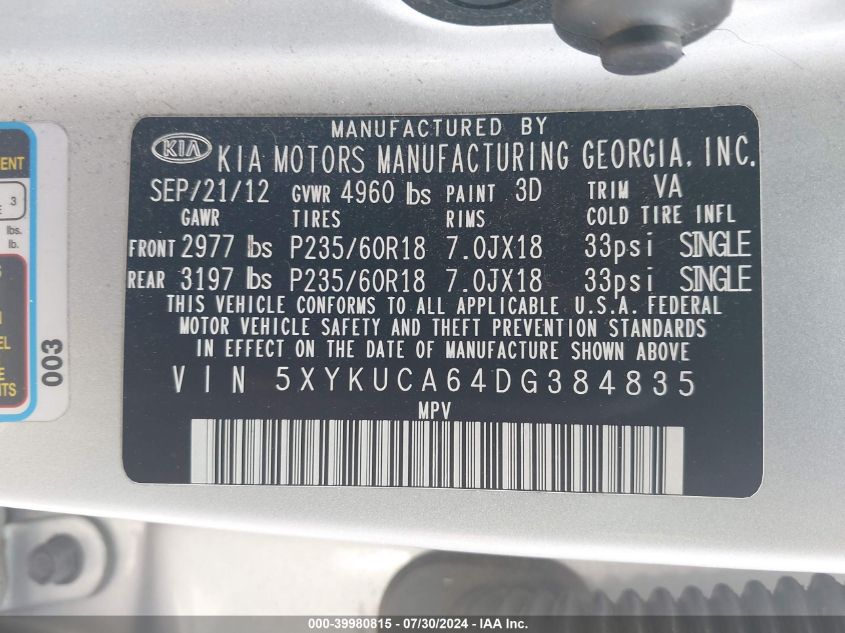 MANUFACTURED BY
KIA KIA MOTORS MANUFACTURING GEORGIA, INC.
SEP/21/12 GVWR 4960 lbs PAINT 3D TRIM VA
GAWR TIRES RIMS COLD TIRE INFL
FRONT 2977 lbs P235/60R18 7.0JX18 33psi SINGLE
REAR 3197 lbs P235/60R18 7.0JX18 33psi SINGLE
THIS VEHICLE CONFORMS TO ALL APPLICABLE U.S.A. FEDERAL
MOTOR VEHICLE SAFETY AND THEFT PREVENTION STANDARDS
IN EFFECT ON THE DATE OF MANUFACTURE SHOWN ABOVE
VIN 5XYKUCA64DG384835
MPV
3
lbs.
lb.
003
000-39980815 - 07/30/2024 - IAA Inc.